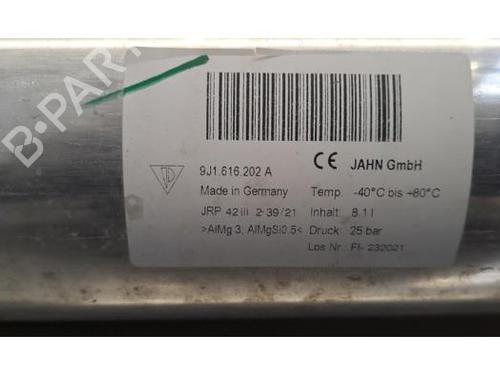 B-PARTS
9J1.616.202 A
CE JAHN GmbH
Made in Germany
Temp. -40°C bis +80°C
JRP 42 iii 2-39/21
Inhalt: 8.1 l
>AlMg 3; AlMgSi0.5<
Druck: 25 bar
Los Nr.: FI- 232021